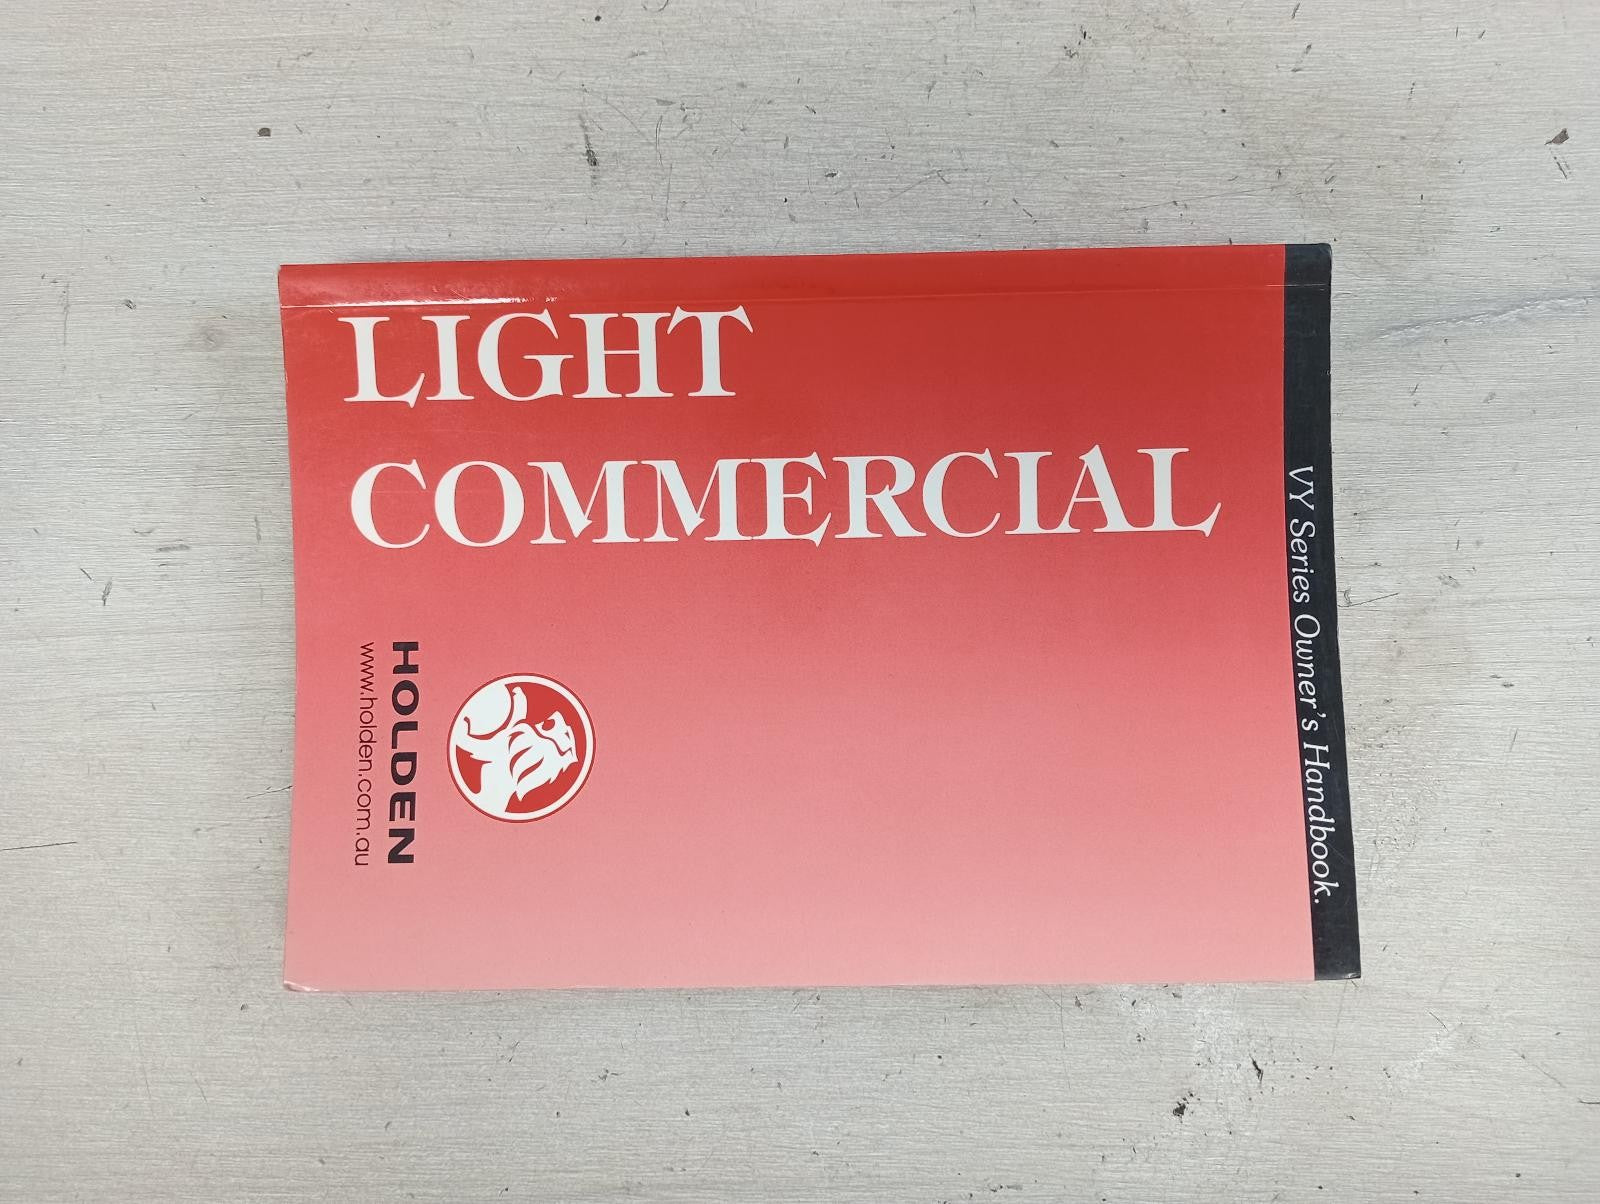 LIGHT
COMMERCIAL
VY Series Owner's Handbook.
HOLDEN
www.holden.com.au